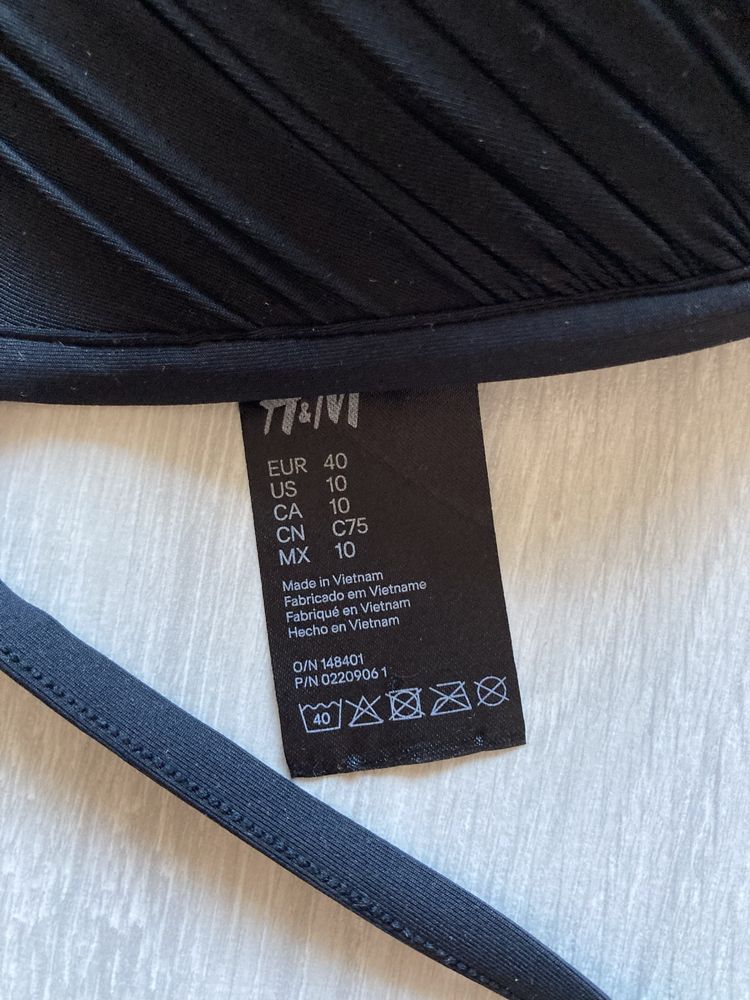 H&M
EUR 40
US 10
CA 10
CN C75
MX 10
Made in Vietnam
Fabricado em Vietname
Fabriqué en Vietnam
Hecho en Vietnam
O/N 148401
P/N 02209061
40